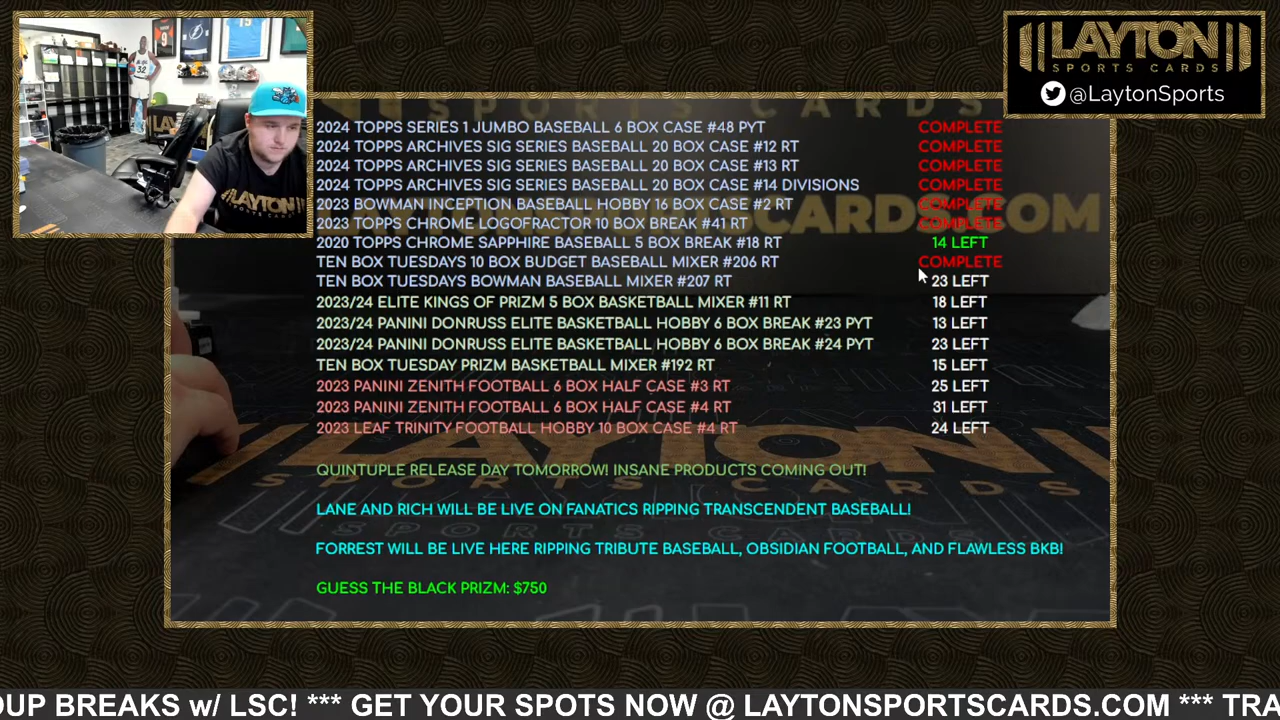 LAYTON
SPORTS CARDS
@LaytonSports
SPORTS CARDS
2024 TOPPS SERIES 1 JUMBO BASEBALL 6 BOX CASE #48 PYT COMPLETE
2024 TOPPS ARCHIVES SIG SERIES BASEBALL 20 BOX CASE #12 RT COMPLETE
2024 TOPPS ARCHIVES SIG SERIES BASEBALL 20 BOX CASE #13 RT COMPLETE
2024 TOPPS ARCHIVES SIG SERIES BASEBALL 20 BOX CASE #14 DIVISIONS COMPLETE
2023 BOWMAN INCEPTION BASEBALL HOBBY 16 BOX CASE #2 RT COMPLETE
2023 TOPPS CHROME LOGOFRACTOR 10 BOX BREAK #41 RT COMPLETE
CARDS.COM
2020 TOPPS CHROME SAPPHIRE BASEBALL 5 BOX BREAK #18 RT 14 LEFT
TEN BOX TUESDAYS 10 BOX BUDGET BASEBALL MIXER #206 RT COMPLETE
TEN BOX TUESDAYS BOWMAN BASEBALL MIXER #207 RT 23 LEFT
2023/24 ELITE KINGS OF PRIZM 5 BOX BASKETBALL MIXER #11 RT 18 LEFT
2023/24 PANINI DONRUSS ELITE BASKETBALL HOBBY 6 BOX BREAK #23 PYT 13 LEFT
2023/24 PANINI DONRUSS ELITE BASKETBALL HOBBY 6 BOX BREAK #24 PYT 23 LEFT
TEN BOX TUESDAY PRIZM BASKETBALL MIXER #192 RT 15 LEFT
2023 PANINI ZENITH FOOTBALL 6 BOX HALF CASE #3 RT 25 LEFT
2023 PANINI ZENITH FOOTBALL 6 BOX HALF CASE #4 RT 31 LEFT
2023 LEAF TRINITY FOOTBALL HOBBY 10 BOX CASE #4 RT 24 LEFT
LAYTON
SPORTS CARDS
QUINTUPLE RELEASE DAY TOMORROW! INSANE PRODUCTS COMING OUT!
LANE AND RICH WILL BE LIVE ON FANATICS RIPPING TRANSCENDENT BASEBALL!
FORREST WILL BE LIVE HERE RIPPING TRIBUTE BASEBALL, OBSIDIAN FOOTBALL, AND FLAWLESS BKB!
GUESS THE BLACK PRIZM: $750
OUP BREAKS w/ LSC! *** GET YOUR SPOTS NOW @ LAYTONSPORTSCARDS.COM *** TRA